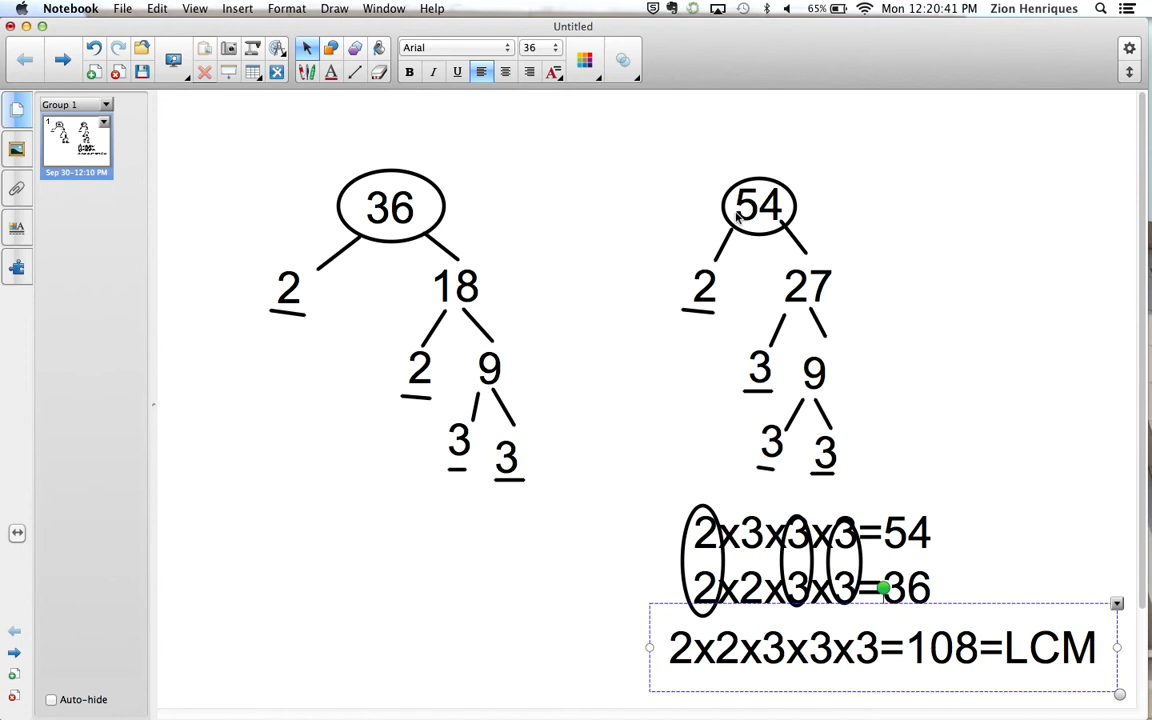 Notebook File Edit View Insert Format Draw Window Help 65% Mon 12:20:41 PM Zion Henriques
Untitled
Arial 36
B I U A
Group 1
1
Sep 30-12:10 PM
36
54
2 18
2 27
2 9
3 9
3 3
3 3
2x3x3x3=54
2x2x3x3=36
2x2x3x3x3=108=LCM
Auto-hide